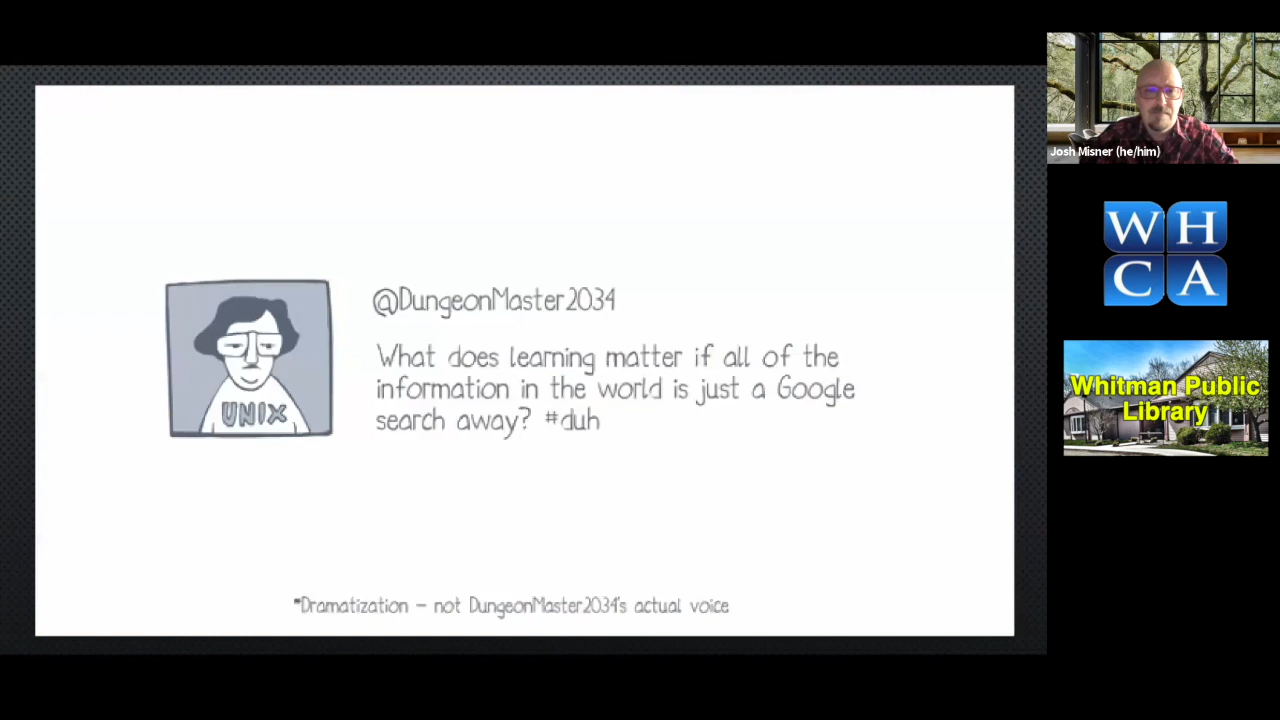 @DungeonMaster2034
What does learning matter if all of the
information in the world is just a Google
search away? #duh
UNIX
*Dramatization – not DungeonMaster2034's actual voice
Josh Misner (he/him)
W H
C A
Whitman Public
Library